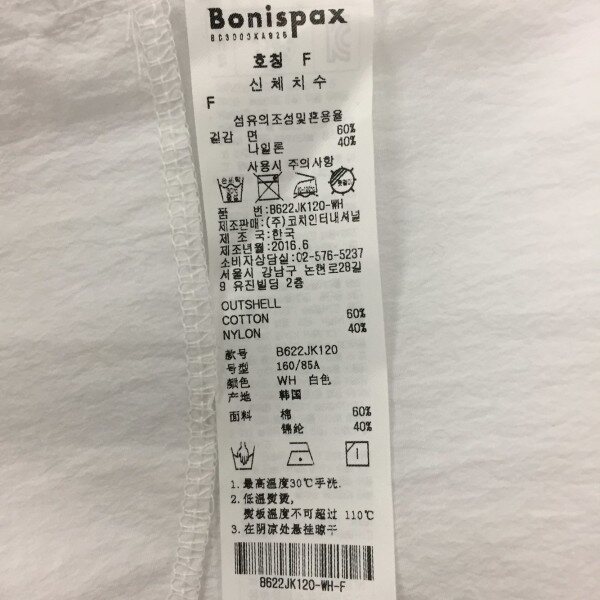 Bonispax
BC3000KA925
호칭 F
신체치수
F
섬유의조성및혼용율
겉감 면 60%
나일론 40%
사용시 주의사항
품 번:B622JK120-WH
제조판매:(주)코치인터내셔널
제 조 국:한국
제조년월:2016.6
소비자상담실:02-576-5237
서울시 강남구 논현로28길
9 유진빌딩 2층
OUTSHELL
COTTON 60%
NYLON 40%
款号 B622JK120
号型 160/85A
颜色 WH 白色
产地 韩国
面料 棉 60%
锦纶 40%
1.最高温度30℃手洗.
2.低温熨烫,
熨板温度不可超过 110℃
3.在阴凉处悬挂晾干
B622JK120-WH-F